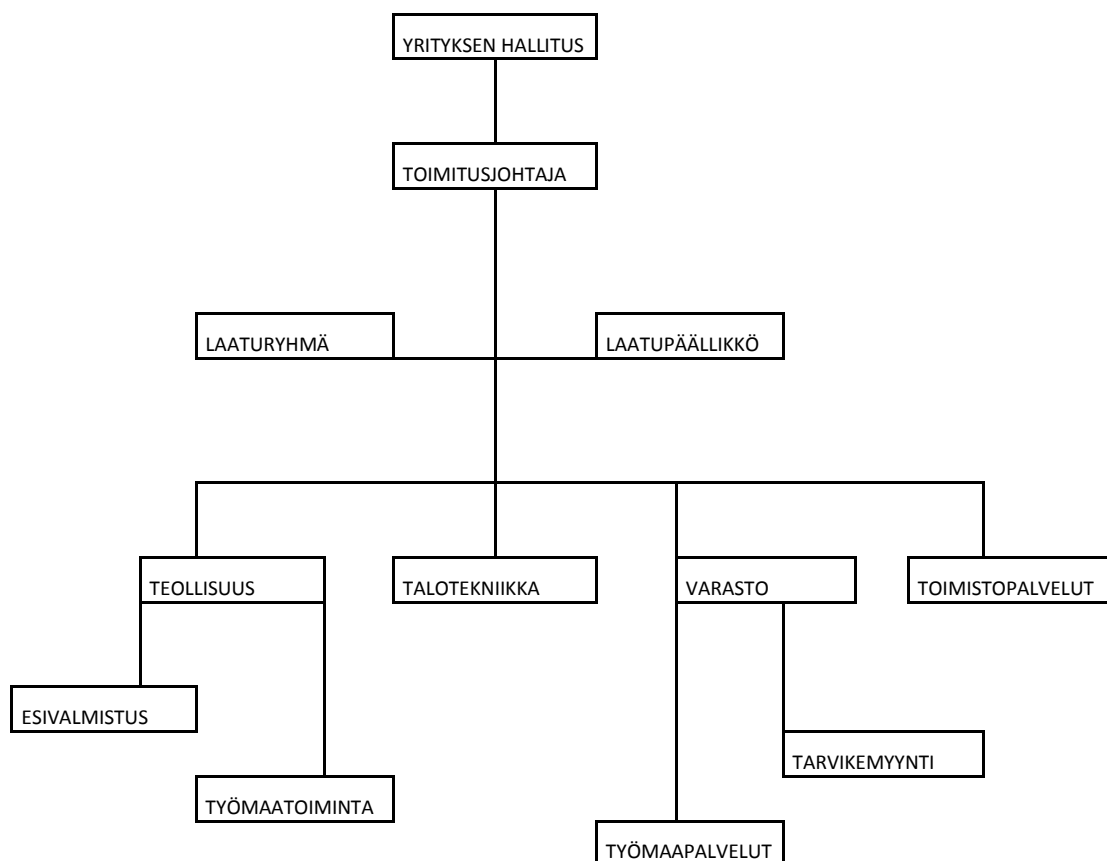 YRITYKSEN HALLITUS
TOIMITUSJOHTAJA
LAATURYHMÄ
LAATUPÄÄLLIKKÖ
TEOLLISUUS
TALOTEKNIIKKA
VARASTO
TOIMISTOPALVELUT
ESIVALMISTUS
TARVIKEMYYNTI
TYÖMAATOIMINTA
TYÖMAAPALVELUT